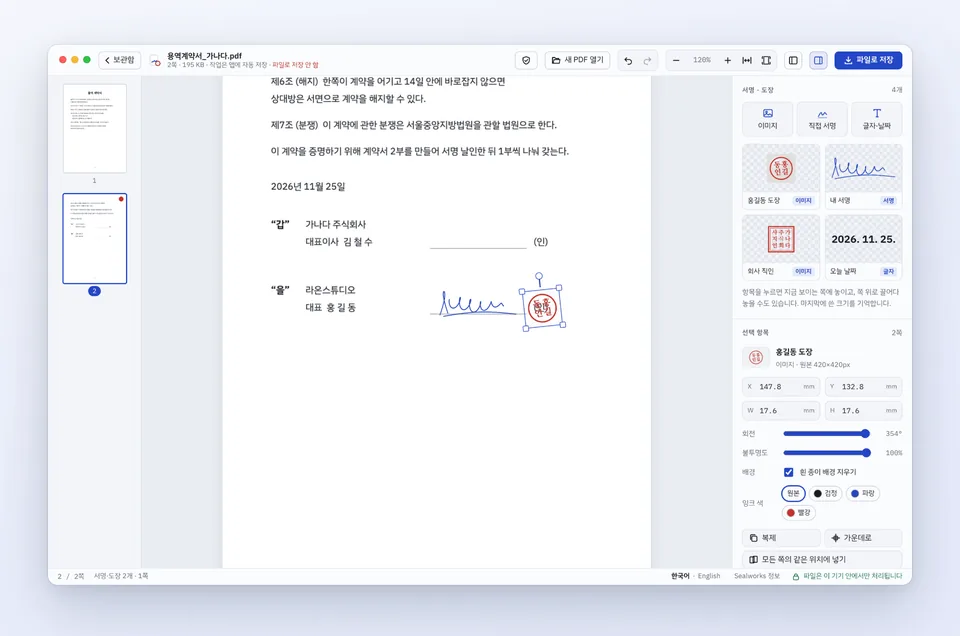 보관함
용역계약서_가나다.pdf
2쪽 · 195 KB · 작업은 앱에 자동 저장 · 파일로 저장 안 함
새 PDF 열기
120%
파일로 저장
1
2
제6조 (해지) 한쪽이 계약을 어기고 14일 안에 바로잡지 않으면
상대방은 서면으로 계약을 해지할 수 있다.
제7조 (분쟁) 이 계약에 관한 분쟁은 서울중앙지방법원을 관할 법원으로 한다.
이 계약을 증명하기 위해 계약서 2부를 만들어 서명 날인한 뒤 1부씩 나눠 갖는다.
2026년 11월 25일
“갑” 가나다 주식회사
대표이사 김 철 수 (인)
“을” 라온스튜디오
대표 홍 길 동
서명 · 도장 4개
이미지 직접 서명 글자·날짜
홍길동 도장 이미지
내 서명 서명
회사 직인 이미지
2026. 11. 25.
오늘 날짜 글자
항목을 누르면 지금 보이는 쪽에 놓이고, 쪽 위로 끌어다
놓을 수도 있습니다. 마지막에 쓴 크기를 기억합니다.
선택 항목 2쪽
홍길동 도장
이미지 · 원본 420×420px
X 147.8 mm Y 132.8 mm
W 17.6 mm H 17.6 mm
회전 354°
불투명도 100%
배경 흰 종이 배경 지우기
잉크 색 원본 검정 파랑
빨강
복제 가운데로
모든 쪽의 같은 위치에 넣기
2 / 2쪽 서명·도장 2개 · 1쪽
한국어 · English Sealworks 정보 파일은 이 기기 안에서만 처리됩니다